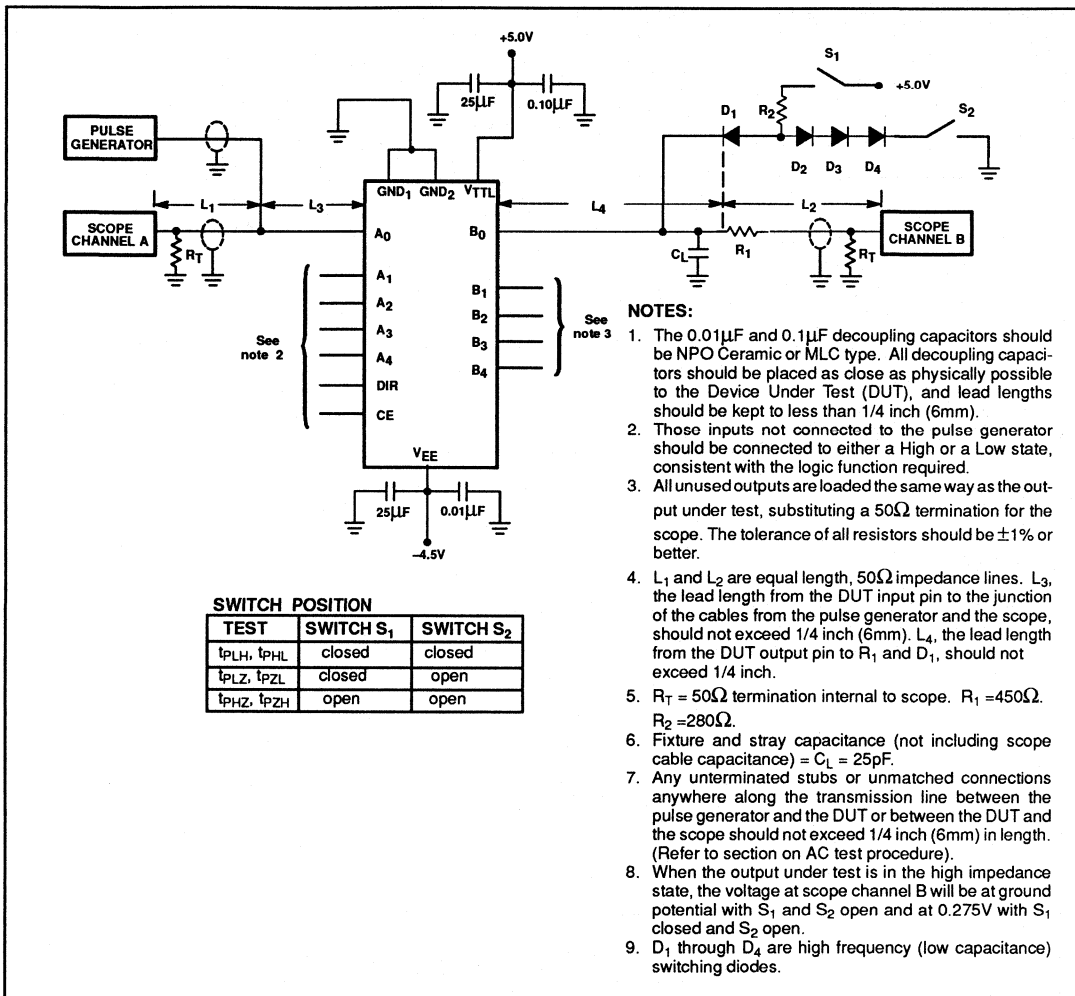 +5.0V
25μF
0.10μF
S1
+5.0V
D1
R2
S2
D2
D3
D4
PULSE
GENERATOR
GND1
GND2
VTTL
L1
L3
L4
L2
SCOPE
CHANNEL A
RT
A0
B0
CL
R1
RT
SCOPE
CHANNEL B
A1
A2
A3
A4
DIR
CE
See
note 2
B1
B2
B3
B4
See
note 3
VEE
25μF
0.01μF
–4.5V
SWITCH POSITION
TEST SWITCH S1 SWITCH S2
tPLH, tPHL closed closed
tPLZ, tPZL closed open
tPHZ, tPZH open open
NOTES:
1. The 0.01μF and 0.1μF decoupling capacitors should
be NPO Ceramic or MLC type. All decoupling capaci-
tors should be placed as close as physically possible
to the Device Under Test (DUT), and lead lengths
should be kept to less than 1/4 inch (6mm).
2. Those inputs not connected to the pulse generator
should be connected to either a High or a Low state,
consistent with the logic function required.
3. All unused outputs are loaded the same way as the out-
put under test, substituting a 50Ω termination for the
scope. The tolerance of all resistors should be ±1% or
better.
4. L1 and L2 are equal length, 50Ω impedance lines. L3,
the lead length from the DUT input pin to the junction
of the cables from the pulse generator and the scope,
should not exceed 1/4 inch (6mm). L4, the lead length
from the DUT output pin to R1 and D1, should not
exceed 1/4 inch.
5. RT = 50Ω termination internal to scope. R1 =450Ω.
R2 =280Ω.
6. Fixture and stray capacitance (not including scope
cable capacitance) = CL = 25pF.
7. Any unterminated stubs or unmatched connections
anywhere along the transmission line between the
pulse generator and the DUT or between the DUT and
the scope should not exceed 1/4 inch (6mm) in length.
(Refer to section on AC test procedure).
8. When the output under test is in the high impedance
state, the voltage at scope channel B will be at ground
potential with S1 and S2 open and at 0.275V with S1
closed and S2 open.
9. D1 through D4 are high frequency (low capacitance)
switching diodes.